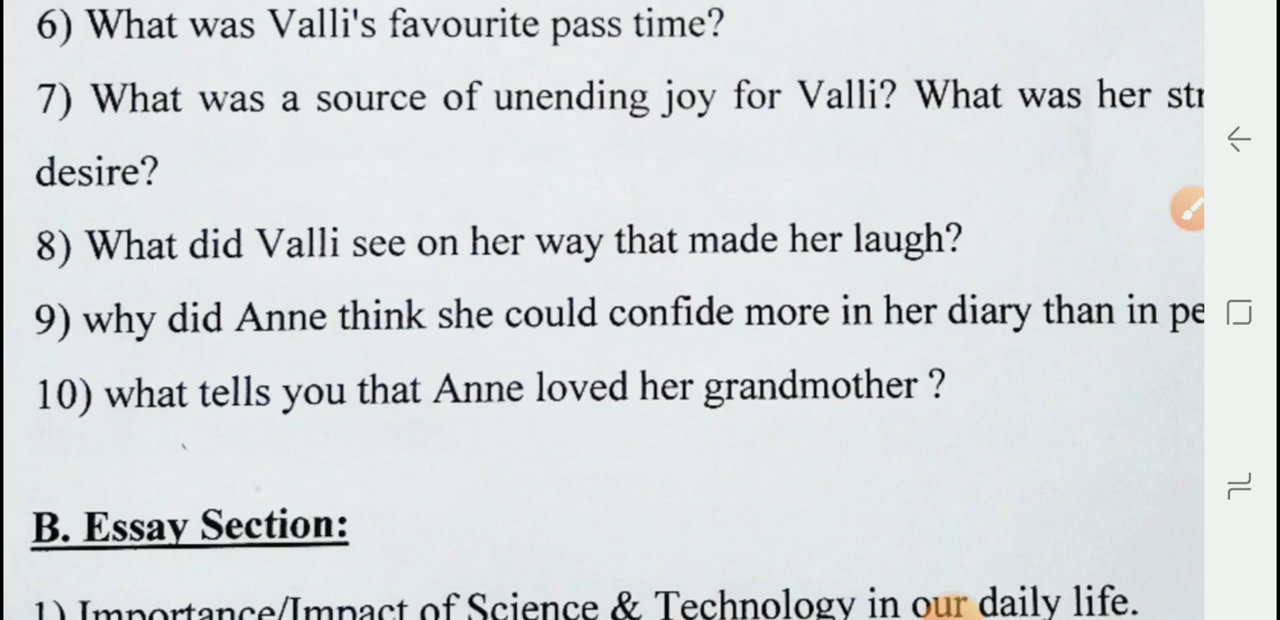 6) What was Valli's favourite pass time?
7) What was a source of unending joy for Valli? What was her
desire?
8) What did Valli see on her way that made her laugh?
9) why did Anne think she could confide more in her diary than in
10) what tells you that Anne loved her grandmother ?
B. Essay Section:
1) Importance/Impact of Science & Technology in our daily life.